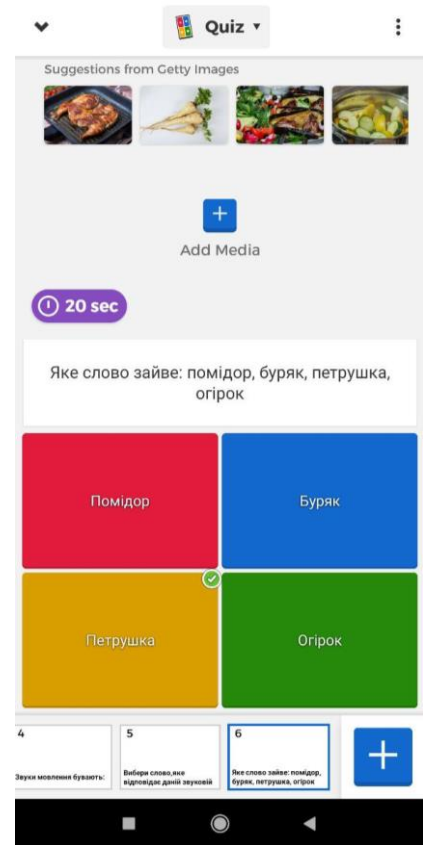 Quiz
Suggestions from Getty Images
Add Media
20 sec
Яке слово зайве: помідор, буряк, петрушка,
огірок
Помідор
Буряк
Петрушка
Огірок
4
Звуки мовлення бувають:
5
Вибери слово,яке
відповідає даній звуковій
6
Яке слово зайве: помідор,
буряк, петрушка, огірок